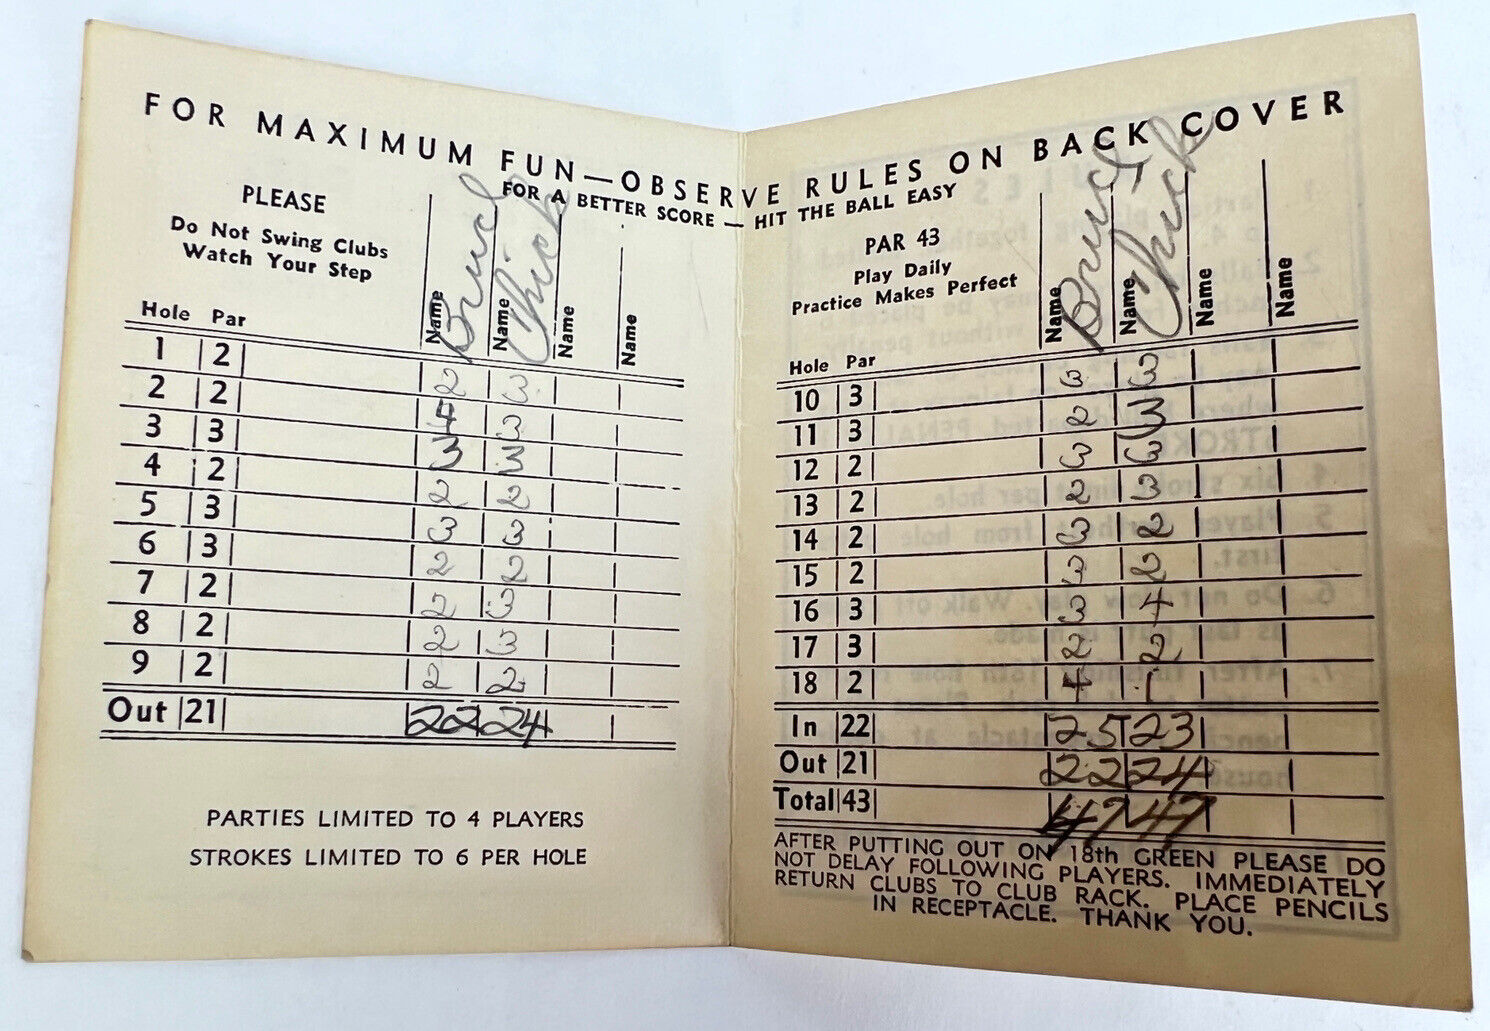 FOR MAXIMUM FUN—OBSERVE RULES ON BACK COVER
FOR A BETTER SCORE — HIT THE BALL EASY
PLEASE
Do Not Swing Clubs
Watch Your Step
Hole Par Name Name Chick Name Name
1 2 2 3
2 2 4 3
3 3 3 3
4 2 2 2
5 3 3 3
6 3 2 2
7 2 2 3
8 2 2 3
9 2 2 2
Out 21 22 24
PARTIES LIMITED TO 4 PLAYERS
STROKES LIMITED TO 6 PER HOLE
PAR 43
Play Daily
Practice Makes Perfect
Hole Par Name Name Chick Name Name
10 3 3 3
11 3 2 3
12 2 3 3
13 2 2 3
14 2 3 2
15 2 3 2
16 3 3 4
17 3 2 2
18 2 4 1
In 22 25 23
Out 21 22 24
Total 43 47 47
AFTER PUTTING OUT ON 18th GREEN PLEASE DO
NOT DELAY FOLLOWING PLAYERS. IMMEDIATELY
RETURN CLUBS TO CLUB RACK. PLACE PENCILS
IN RECEPTACLE. THANK YOU.